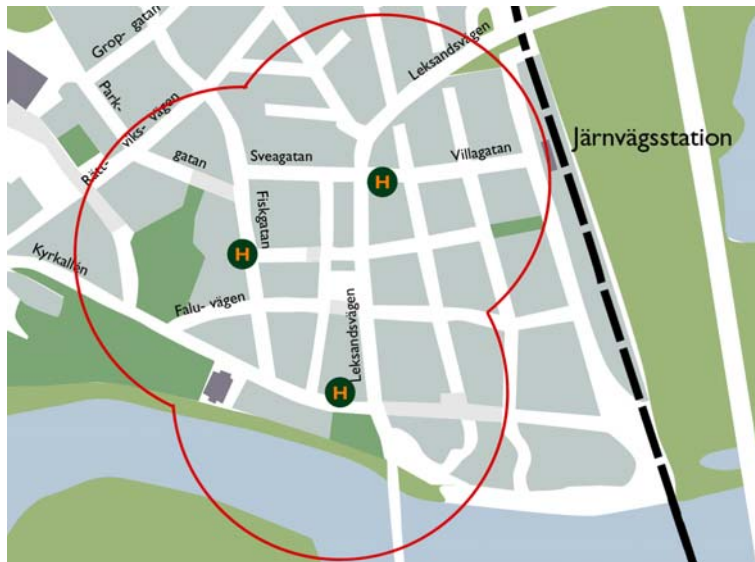 Grop- gatan
Leksandsvägen
Park-
gatan
Rätt- viks- vägen
Järnvägsstation
Sveagatan
Villagatan
H
Fiskgatan
H
Kyrkallén
Falu- vägen
Leksandsvägen
H